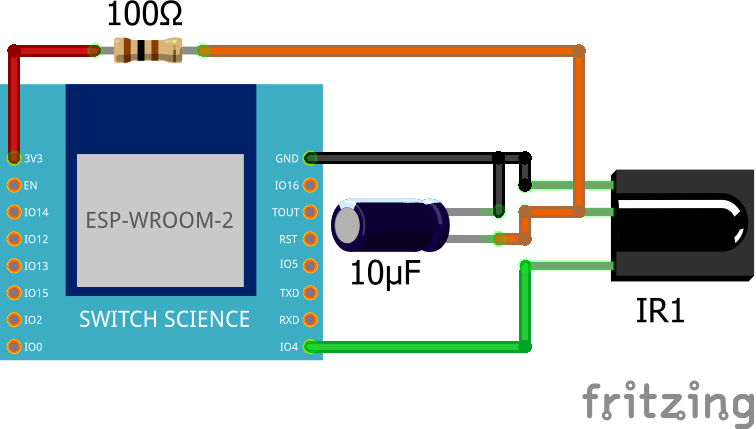 100Ω
3V3 GND
EN IO16
IO14 TOUT
ESP-WROOM-2
IO12 RST
IO13 IO5
IO15 TXD
IO2 RXD
IO0 IO4
SWITCH SCIENCE
10µF
IR1
fritzing